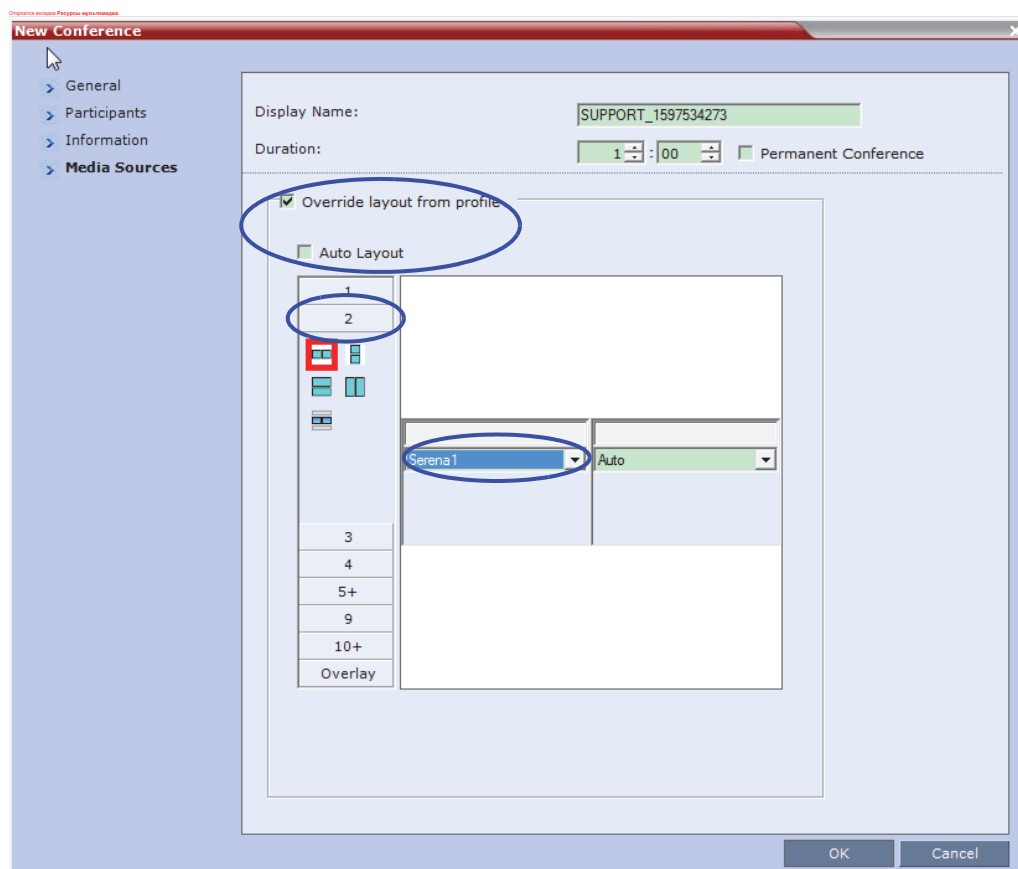 Откроется вкладка Ресурсы мультимедиа.
New Conference
General
Participants
Information
Media Sources
Display Name: SUPPORT_1597534273
Duration: 1 : 00 Permanent Conference
Override layout from profile
Auto Layout
1
2
Serena1 Auto
3
4
5+
9
10+
Overlay
OK Cancel